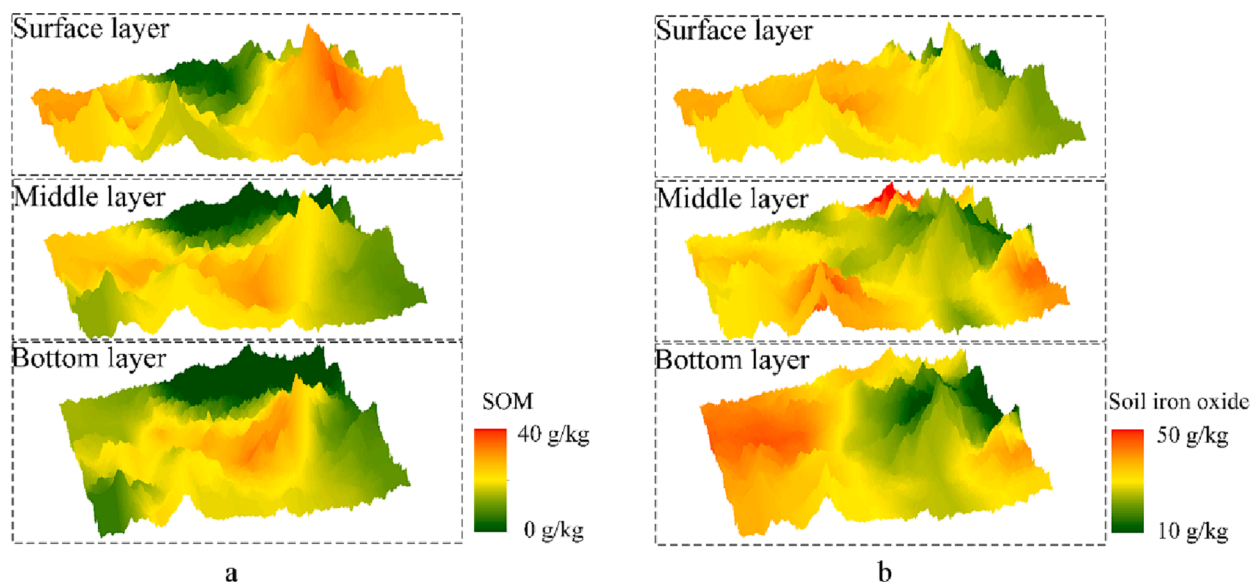 Surface layer
Middle layer
Bottom layer
SOM
40 g/kg
0 g/kg
a
Surface layer
Middle layer
Bottom layer
Soil iron oxide
50 g/kg
10 g/kg
b